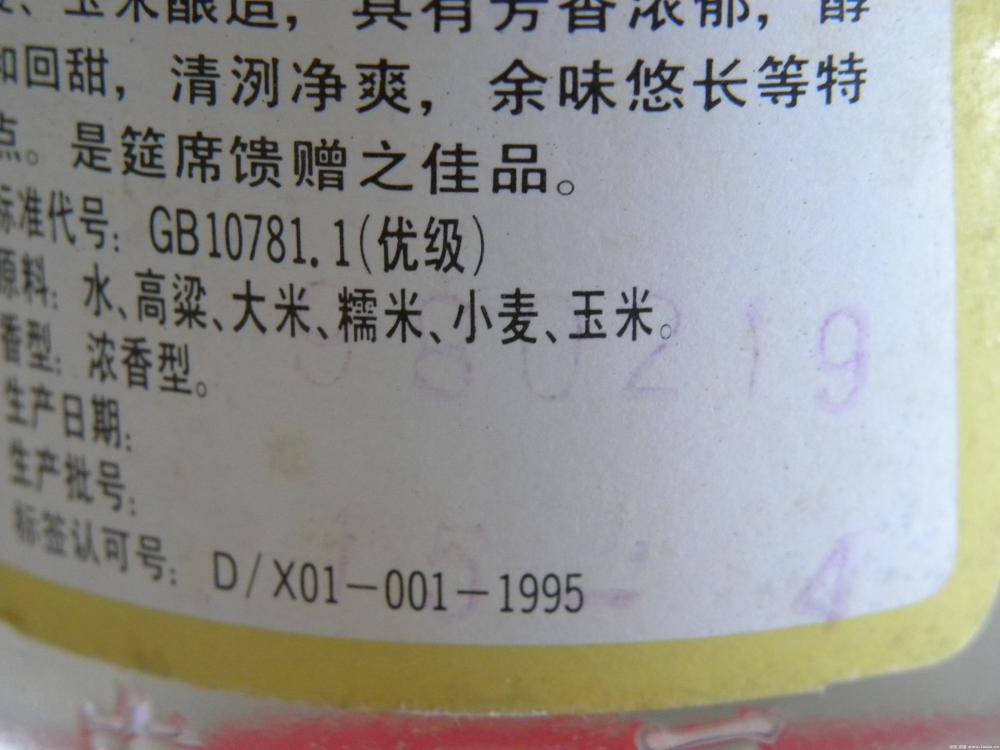 、玉米酿造，具有芳香浓郁，醇
和回甜，清洌净爽，余味悠长等特
点。是筵席馈赠之佳品。
标准代号：GB10781.1(优级)
原料：水、高粱、大米、糯米、小麦、玉米。
香型：浓香型。
980219
生产日期：
生产批号：
15-4
标签认可号：D/X01-001-1995